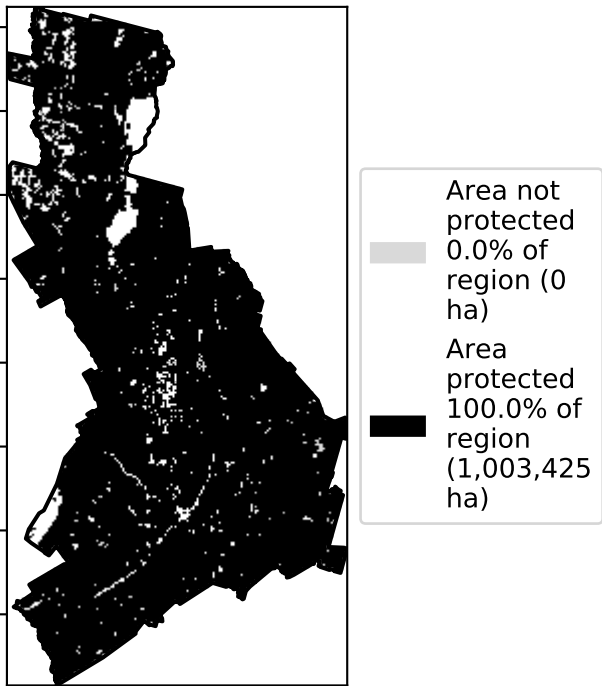 Area not
protected
0.0% of
region (0
ha)
Area
protected
100.0% of
region
(1,003,425
ha)